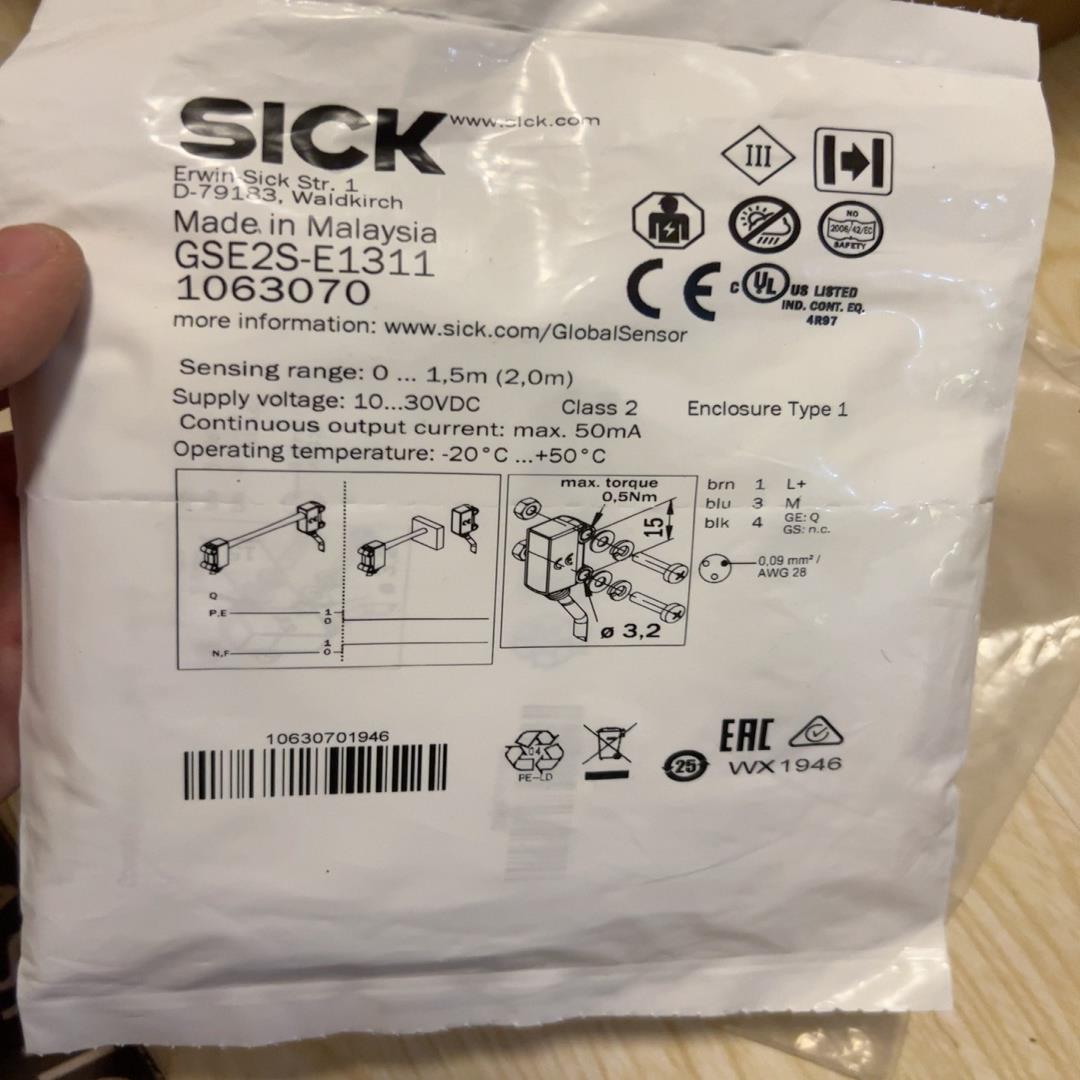 SICK www.sick.com
Erwin Sick Str. 1
D-79183, Waldkirch
Made in Malaysia
GSE2S-E1311
1063070
more information: www.sick.com/GlobalSensor
III
NO
2006/42/EC
SAFETY
CE
C UL US LISTED
IND. CONT. EQ.
4R97
Sensing range: 0 ... 1,5m (2,0m)
Supply voltage: 10...30VDC Class 2 Enclosure Type 1
Continuous output current: max. 50mA
Operating temperature: -20°C ...+50°C
Q
P,E 1
0
N,F 1
0
max. torque
0,5Nm
15
CE
ø 3,2
brn 1 L+
blu 3 M
blk 4 GE: Q
GS: n.c.
0,09 mm² /
AWG 28
10630701946
04
PE-LD
25
EAC
WX1946